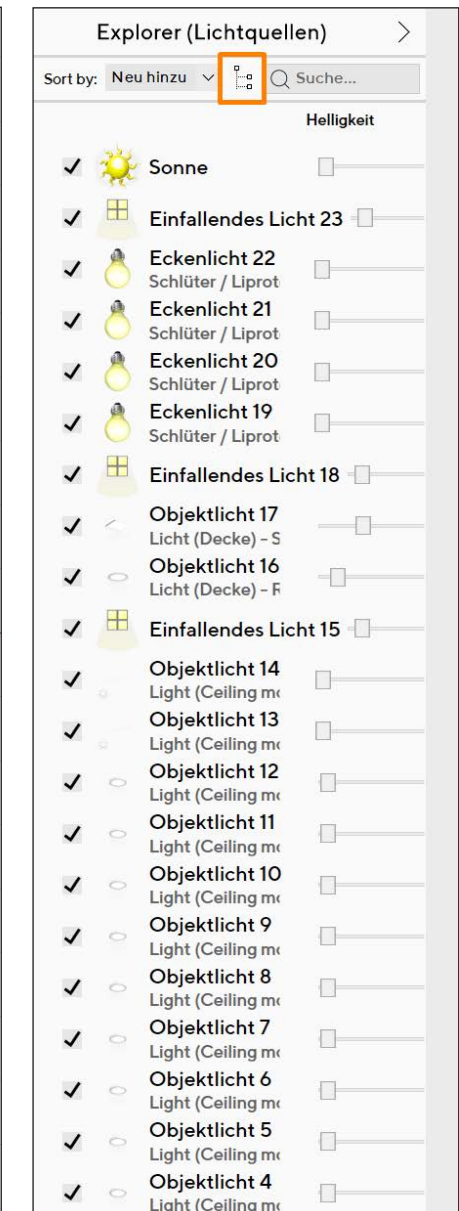 Explorer (Lichtquellen)
Sort by: Neu hinzu Suche...
Helligkeit
Sonne
Einfallendes Licht 23
Eckenlicht 22
Schlüter / Liprot
Eckenlicht 21
Schlüter / Liprot
Eckenlicht 20
Schlüter / Liprot
Eckenlicht 19
Schlüter / Liprot
Einfallendes Licht 18
Objektlicht 17
Licht (Decke) – S
Objektlicht 16
Licht (Decke) – R
Einfallendes Licht 15
Objektlicht 14
Light (Ceiling mo
Objektlicht 13
Light (Ceiling mo
Objektlicht 12
Light (Ceiling mo
Objektlicht 11
Light (Ceiling mo
Objektlicht 10
Light (Ceiling mo
Objektlicht 9
Light (Ceiling mo
Objektlicht 8
Light (Ceiling mo
Objektlicht 7
Light (Ceiling mo
Objektlicht 6
Light (Ceiling mo
Objektlicht 5
Light (Ceiling mo
Objektlicht 4
Light (Ceiling mo